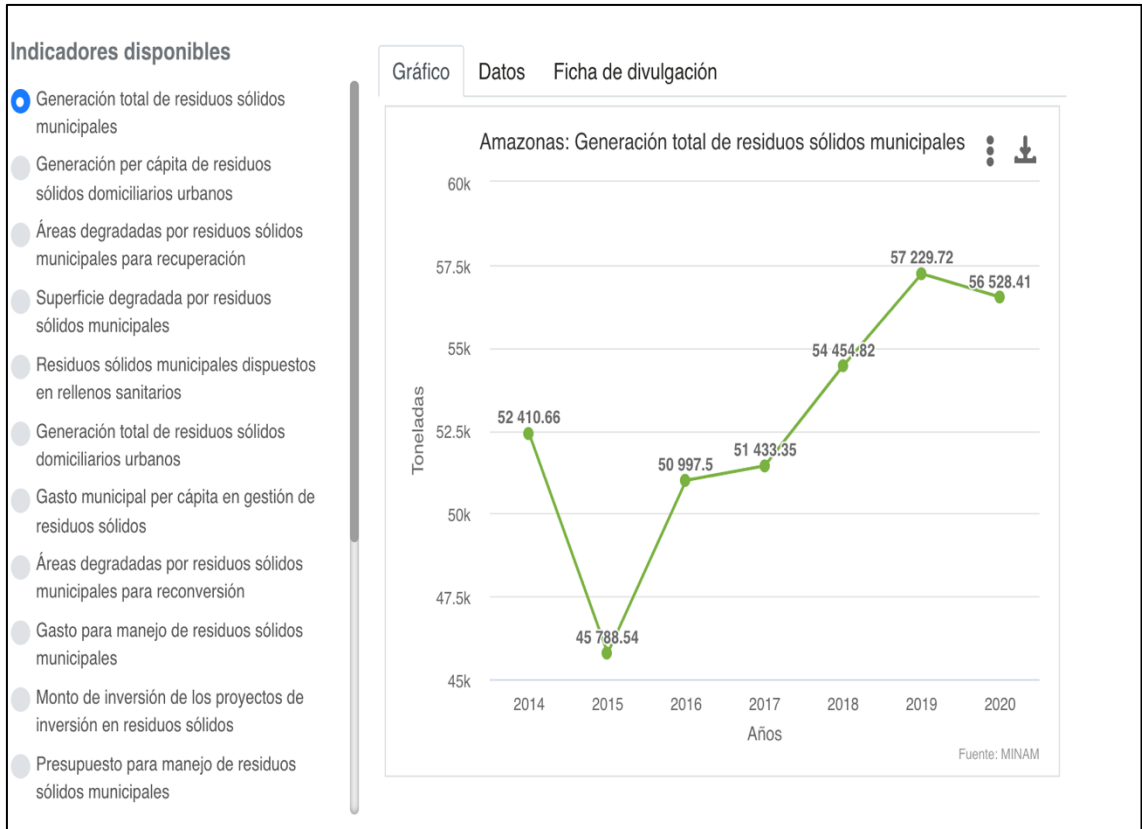 Indicadores disponibles
Generación total de residuos sólidos
municipales
Generación per cápita de residuos
sólidos domiciliarios urbanos
Áreas degradadas por residuos sólidos
municipales para recuperación
Superficie degradada por residuos
sólidos municipales
Residuos sólidos municipales dispuestos
en rellenos sanitarios
Generación total de residuos sólidos
domiciliarios urbanos
Gasto municipal per cápita en gestión de
residuos sólidos
Áreas degradadas por residuos sólidos
municipales para reconversión
Gasto para manejo de residuos sólidos
municipales
Monto de inversión de los proyectos de
inversión en residuos sólidos
Presupuesto para manejo de residuos
sólidos municipales
Gráfico Datos Ficha de divulgación
Amazonas: Generación total de residuos sólidos municipales
60k
57.5k
55k
52.5k
50k
47.5k
45k
Toneladas
52 410.66
45 788.54
50 997.5
51 433.35
54 454.82
57 229.72
56 528.41
2014 2015 2016 2017 2018 2019 2020
Años
Fuente: MINAM